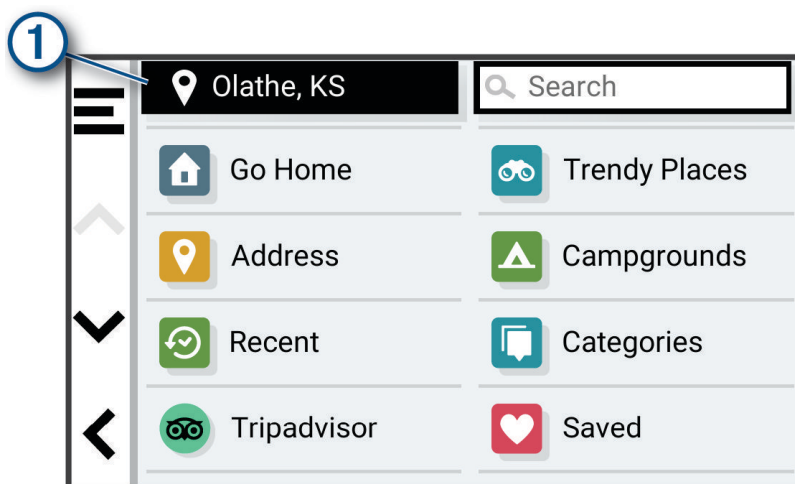 1
Olathe, KS
Search
Go Home
Trendy Places
Address
Campgrounds
Recent
Categories
Tripadvisor
Saved